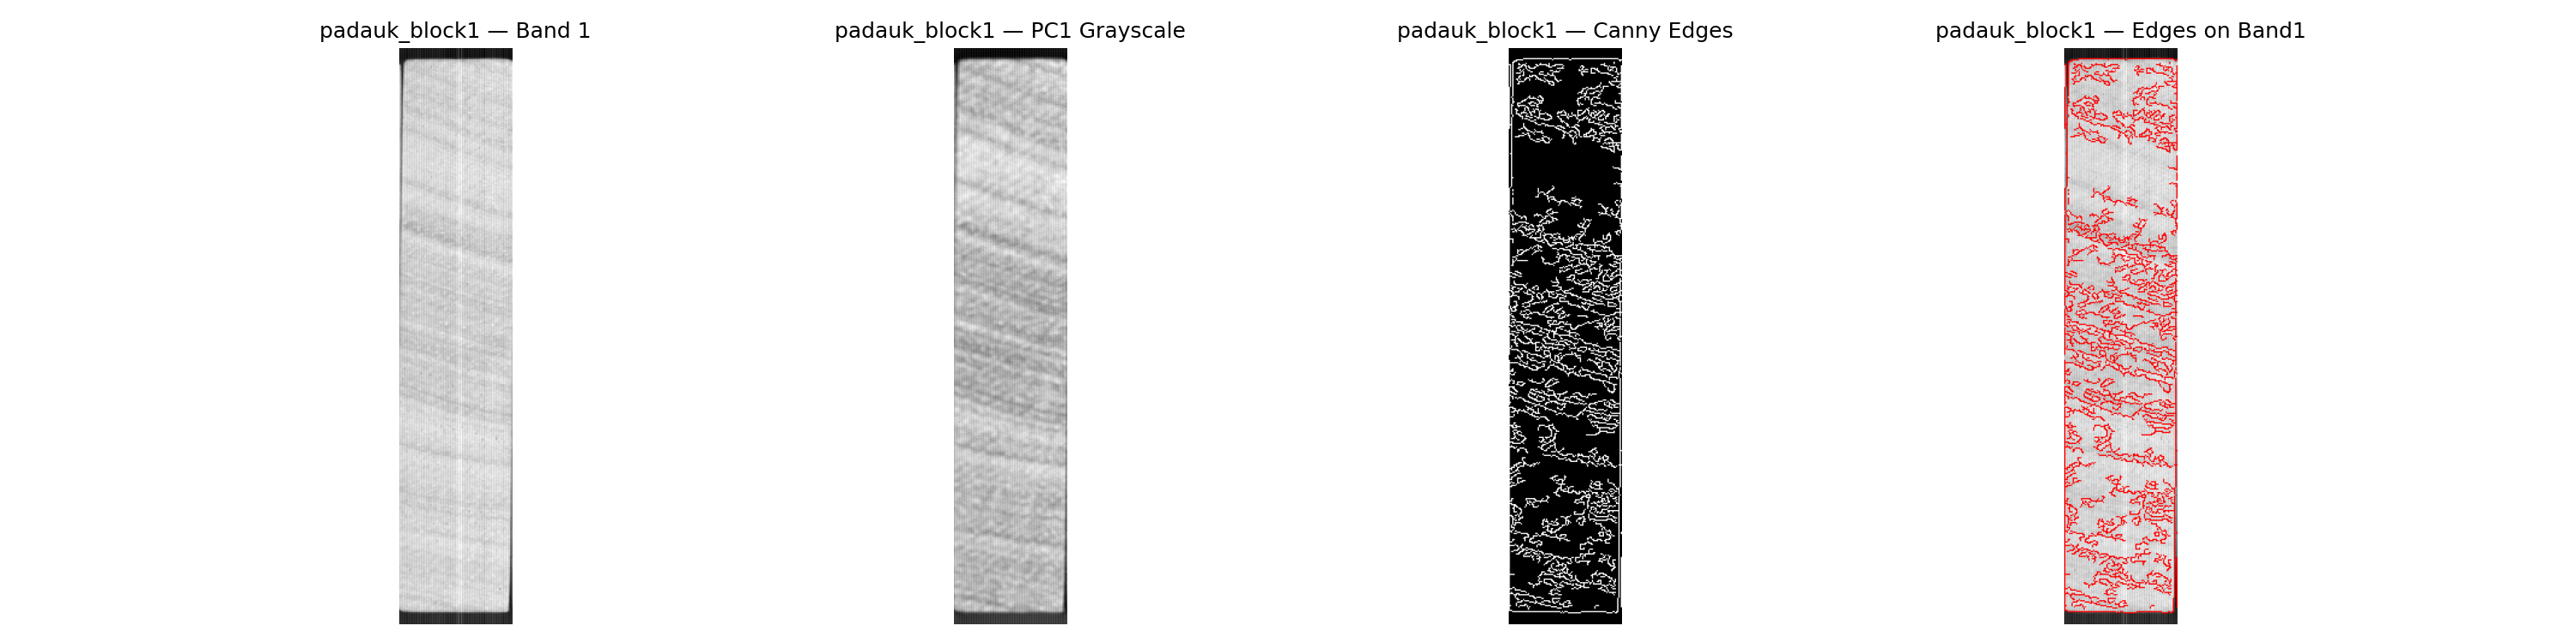 padauk_block1 — Band 1
padauk_block1 — PC1 Grayscale
padauk_block1 — Canny Edges
padauk_block1 — Edges on Band1